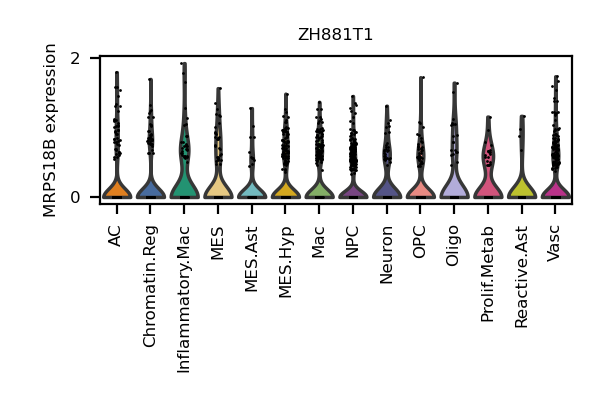 ZH881T1
MRPS18B expression
2
0
AC
Chromatin.Reg
Inflammatory.Mac
MES
MES.Ast
MES.Hyp
Mac
NPC
Neuron
OPC
Oligo
Prolif.Metab
Reactive.Ast
Vasc